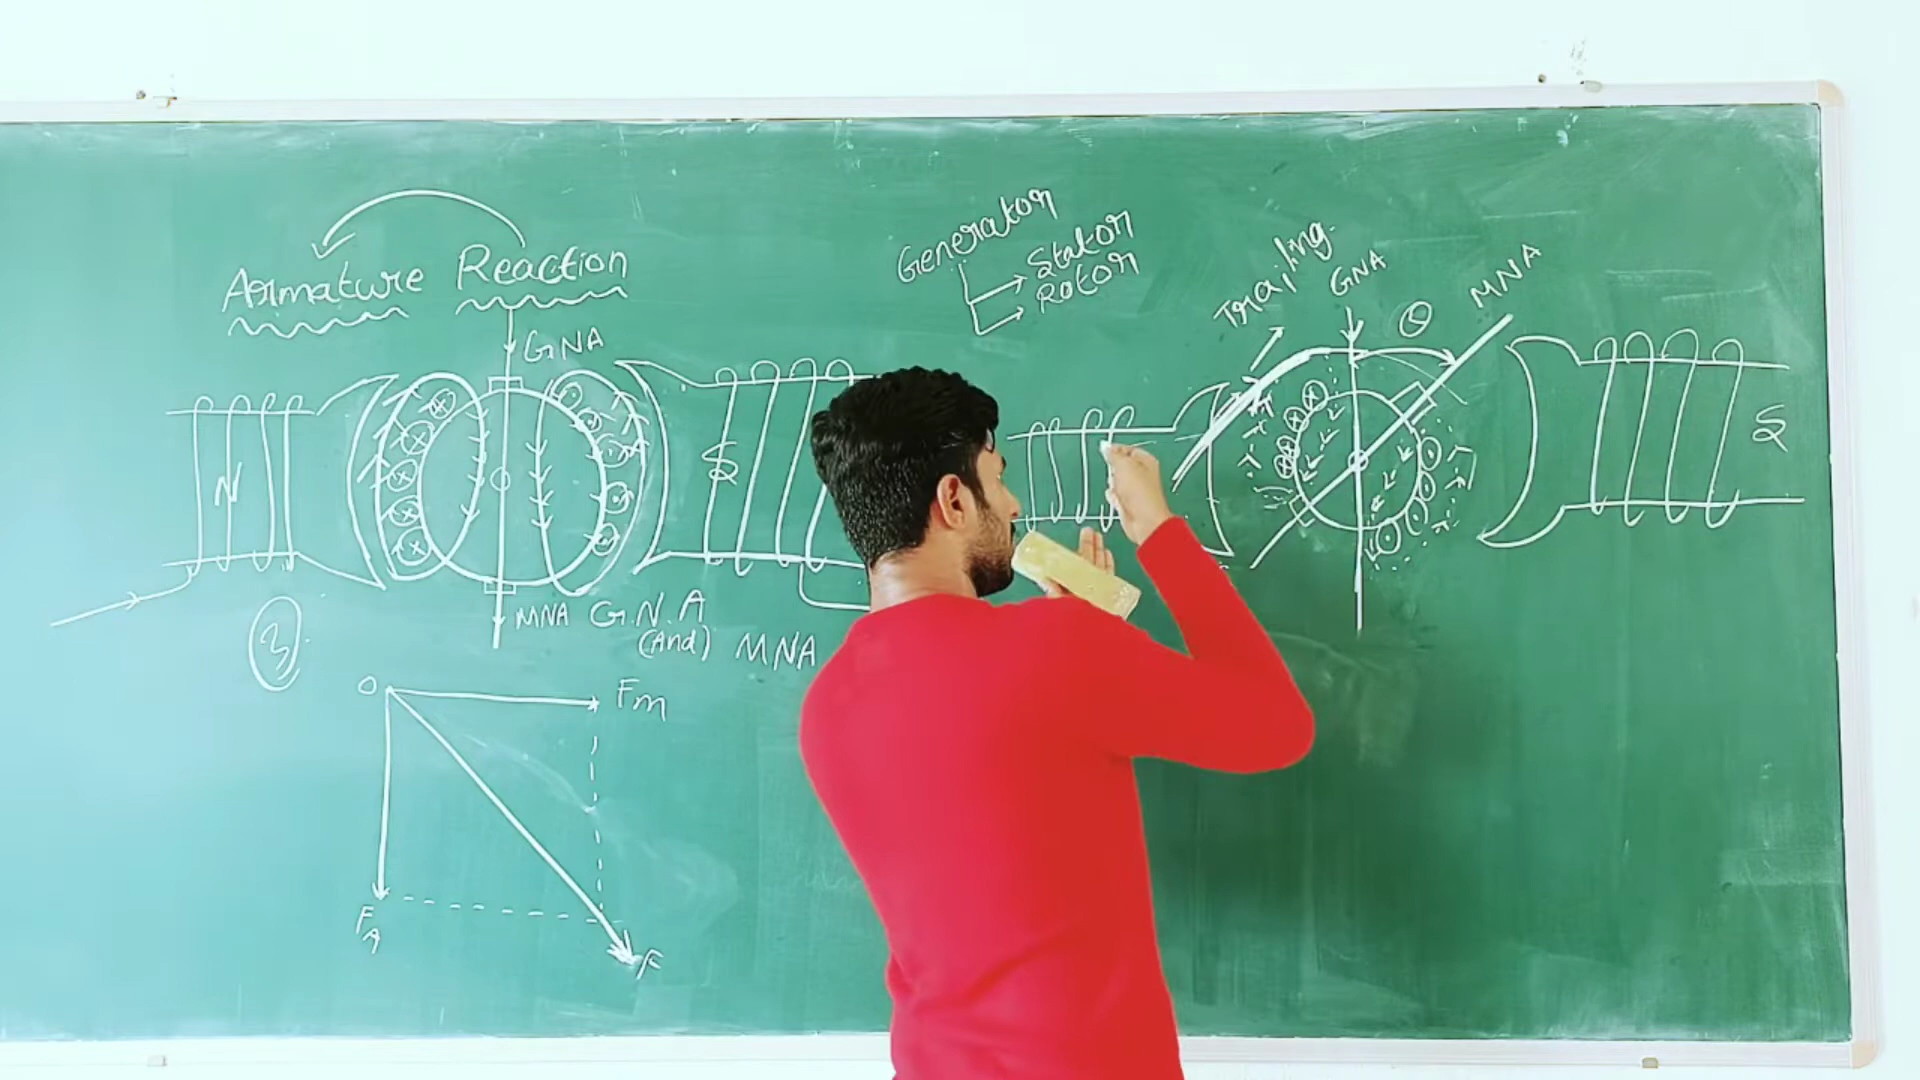 Armature Reaction
GNA
N
S
MNA G.N.A
(And) MNA
3
O
Fm
FA
F
Generator
Stator
Rotor
Trailing
GNA
θ
MNA
S